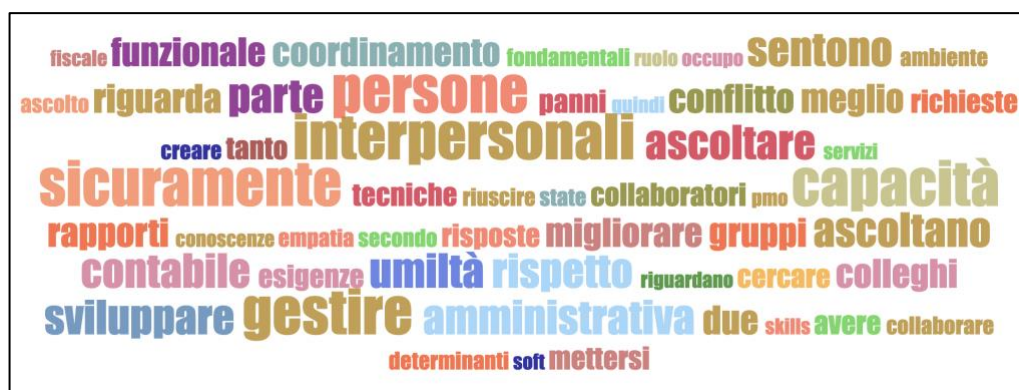 fiscale funzionale coordinamento fondamentali ruolo occupo sentono ambiente
ascolto riguarda parte persone panni quindi conflitto meglio richieste
creare tanto interpersonali ascoltare servizi
sicuramente tecniche riuscire state collaboratori pmo capacità
rapporti conoscenze empatia secondo risposte migliorare gruppi ascoltano
contabile esigenze umiltà rispetto riguardano cercare colleghi
sviluppare gestire amministrativa due skills avere collaborare
determinanti soft mettersi